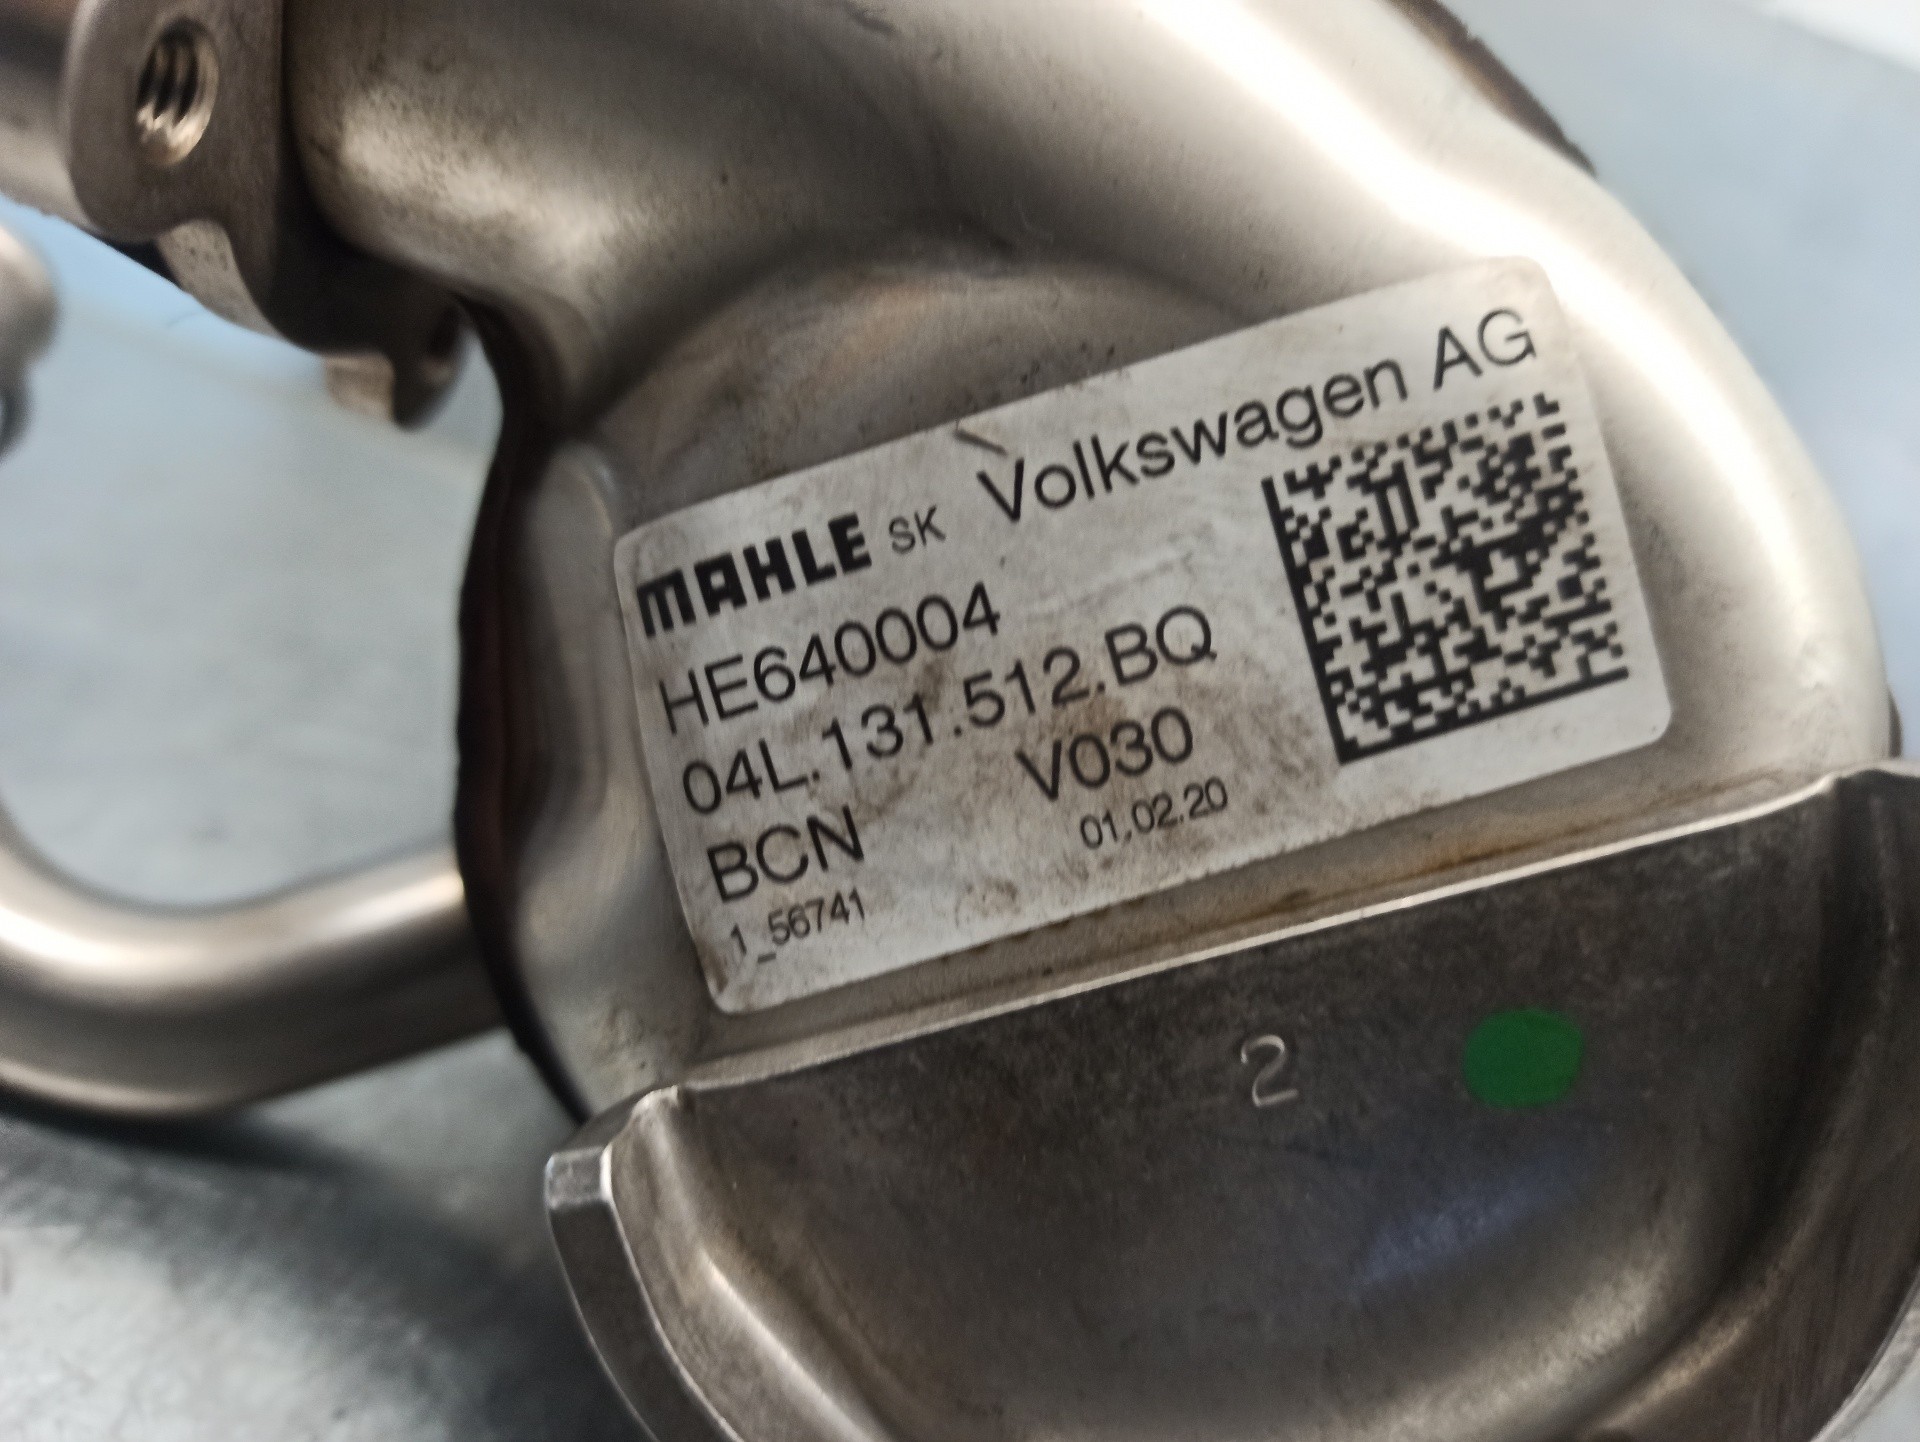 MAHLE SK Volkswagen AG
HE640004
04L.131.512.BQ
BCN V030
1_56741 01.02.20
2